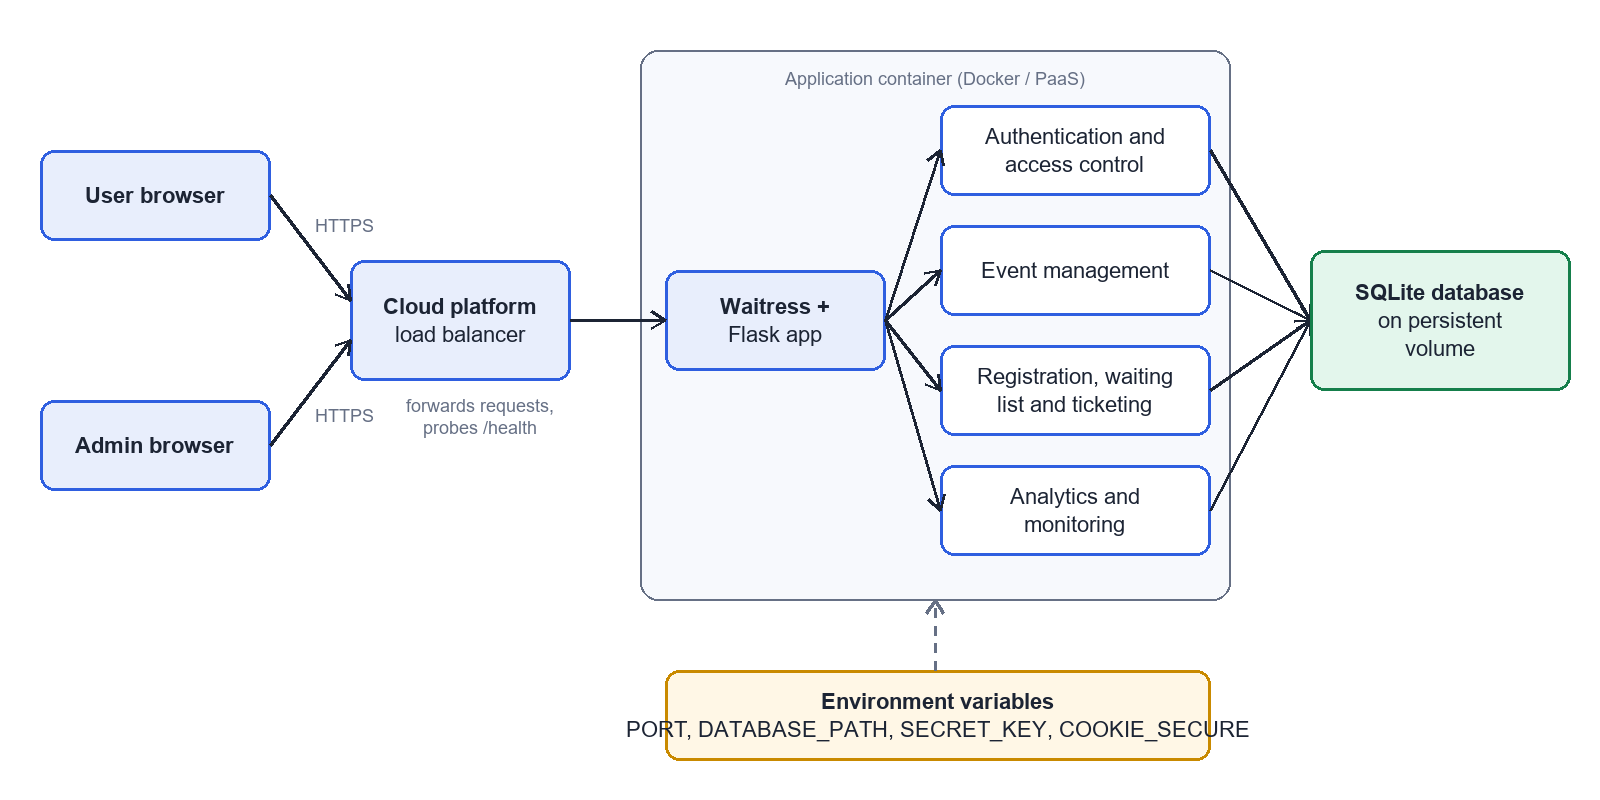 Application container (Docker / PaaS)
User browser
Admin browser
HTTPS
HTTPS
Cloud platform
load balancer
forwards requests,
probes /health
Waitress +
Flask app
Authentication and
access control
Event management
Registration, waiting
list and ticketing
Analytics and
monitoring
SQLite database
on persistent
volume
Environment variables
PORT, DATABASE_PATH, SECRET_KEY, COOKIE_SECURE